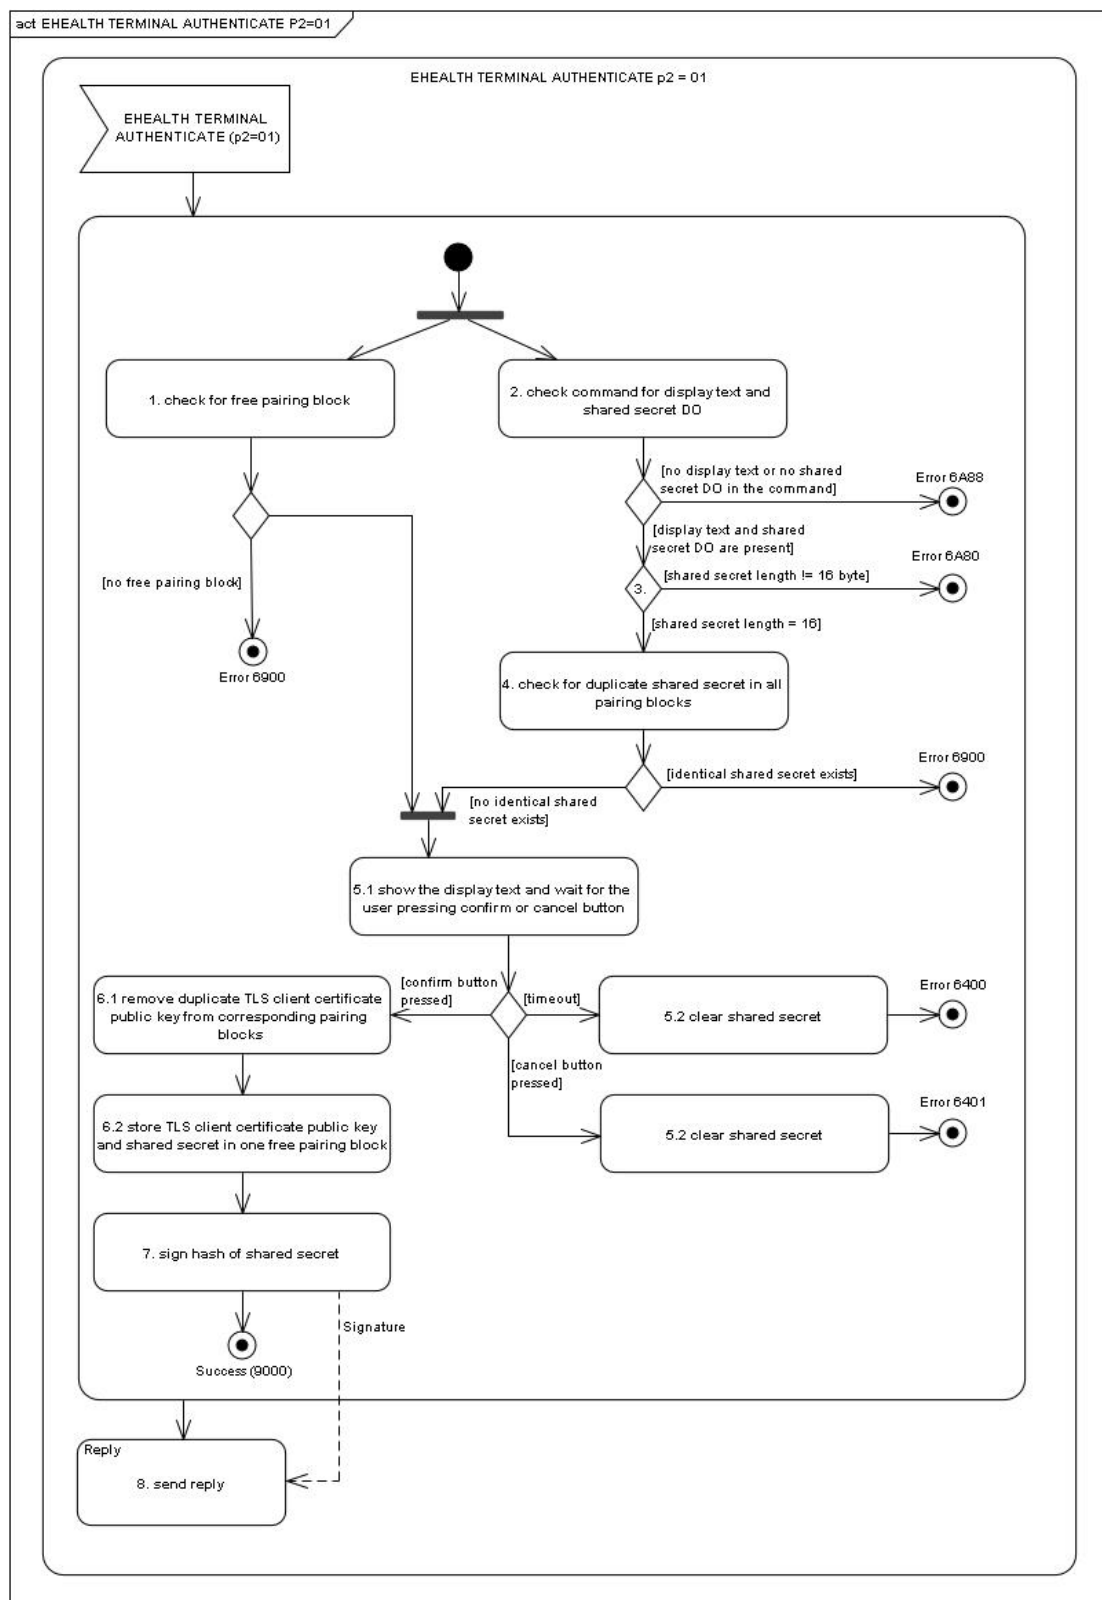 act EHEALTH TERMINAL AUTHENTICATE P2=01
EHEALTH TERMINAL AUTHENTICATE p2 = 01
EHEALTH TERMINAL
AUTHENTICATE (p2=01)
1. check for free pairing block
2. check command for display text and
shared secret DO
[no display text or no shared
secret DO in the command]
Error 6A88
[display text and shared
secret DO are present]
Error 6A80
[no free pairing block]
3.
[shared secret length != 16 byte]
[shared secret length = 16]
Error 6900
4. check for duplicate shared secret in all
pairing blocks
Error 6900
[identical shared secret exists]
[no identical shared
secret exists]
5.1 show the display text and wait for the
user pressing confirm or cancel button
[confirm button
pressed]
[timeout]
6.1 remove duplicate TLS client certificate
public key from corresponding pairing
blocks
5.2 clear shared secret
Error 6400
[cancel button
pressed]
6.2 store TLS client certificate public key
and shared secret in one free pairing block
5.2 clear shared secret
Error 6401
7. sign hash of shared secret
Signature
Success (9000)
Reply
8. send reply